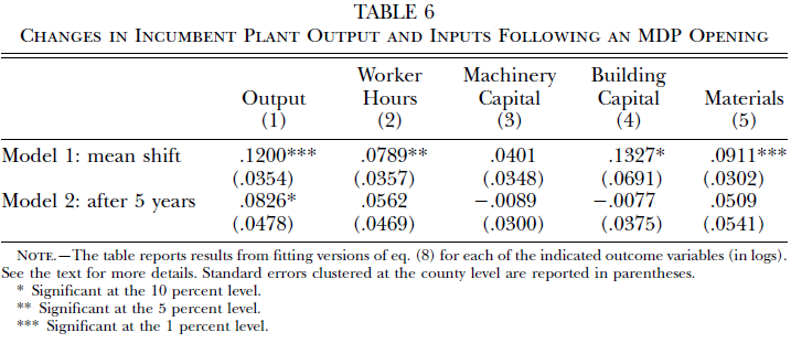 TABLE 6
Changes in Incumbent Plant Output and Inputs Following an MDP Opening
Worker Machinery Building
Output Hours Capital Capital Materials
(1) (2) (3) (4) (5)
Model 1: mean shift .1200*** .0789** .0401 .1327* .0911***
(.0354) (.0357) (.0348) (.0691) (.0302)
Model 2: after 5 years .0826* .0562 −.0089 −.0077 .0509
(.0478) (.0469) (.0300) (.0375) (.0541)
Note.—The table reports results from fitting versions of eq. (8) for each of the indicated outcome variables (in logs).
See the text for more details. Standard errors clustered at the county level are reported in parentheses.
* Significant at the 10 percent level.
** Significant at the 5 percent level.
*** Significant at the 1 percent level.